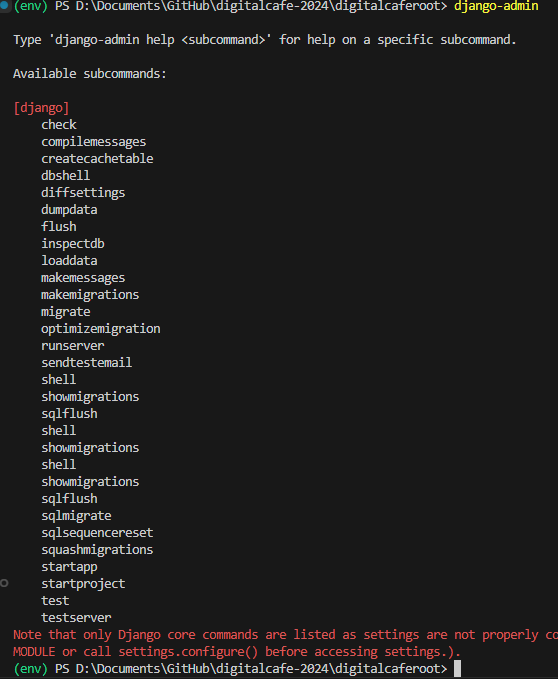 (env) PS D:\Documents\GitHub\digitalcafe-2024\digitalcaferoot> django-admin
Type 'django-admin help <subcommand>' for help on a specific subcommand.
Available subcommands:
[django]
check
compilemessages
createcachetable
dbshell
diffsettings
dumpdata
flush
inspectdb
loaddata
makemessages
makemigrations
migrate
optimizemigration
runserver
sendtestemail
shell
showmigrations
sqlflush
shell
showmigrations
shell
showmigrations
sqlflush
sqlmigrate
sqlsequencereset
squashmigrations
startapp
startproject
test
testserver
Note that only Django core commands are listed as settings are not properly co
MODULE or call settings.configure() before accessing settings.).
(env) PS D:\Documents\GitHub\digitalcafe-2024\digitalcaferoot>